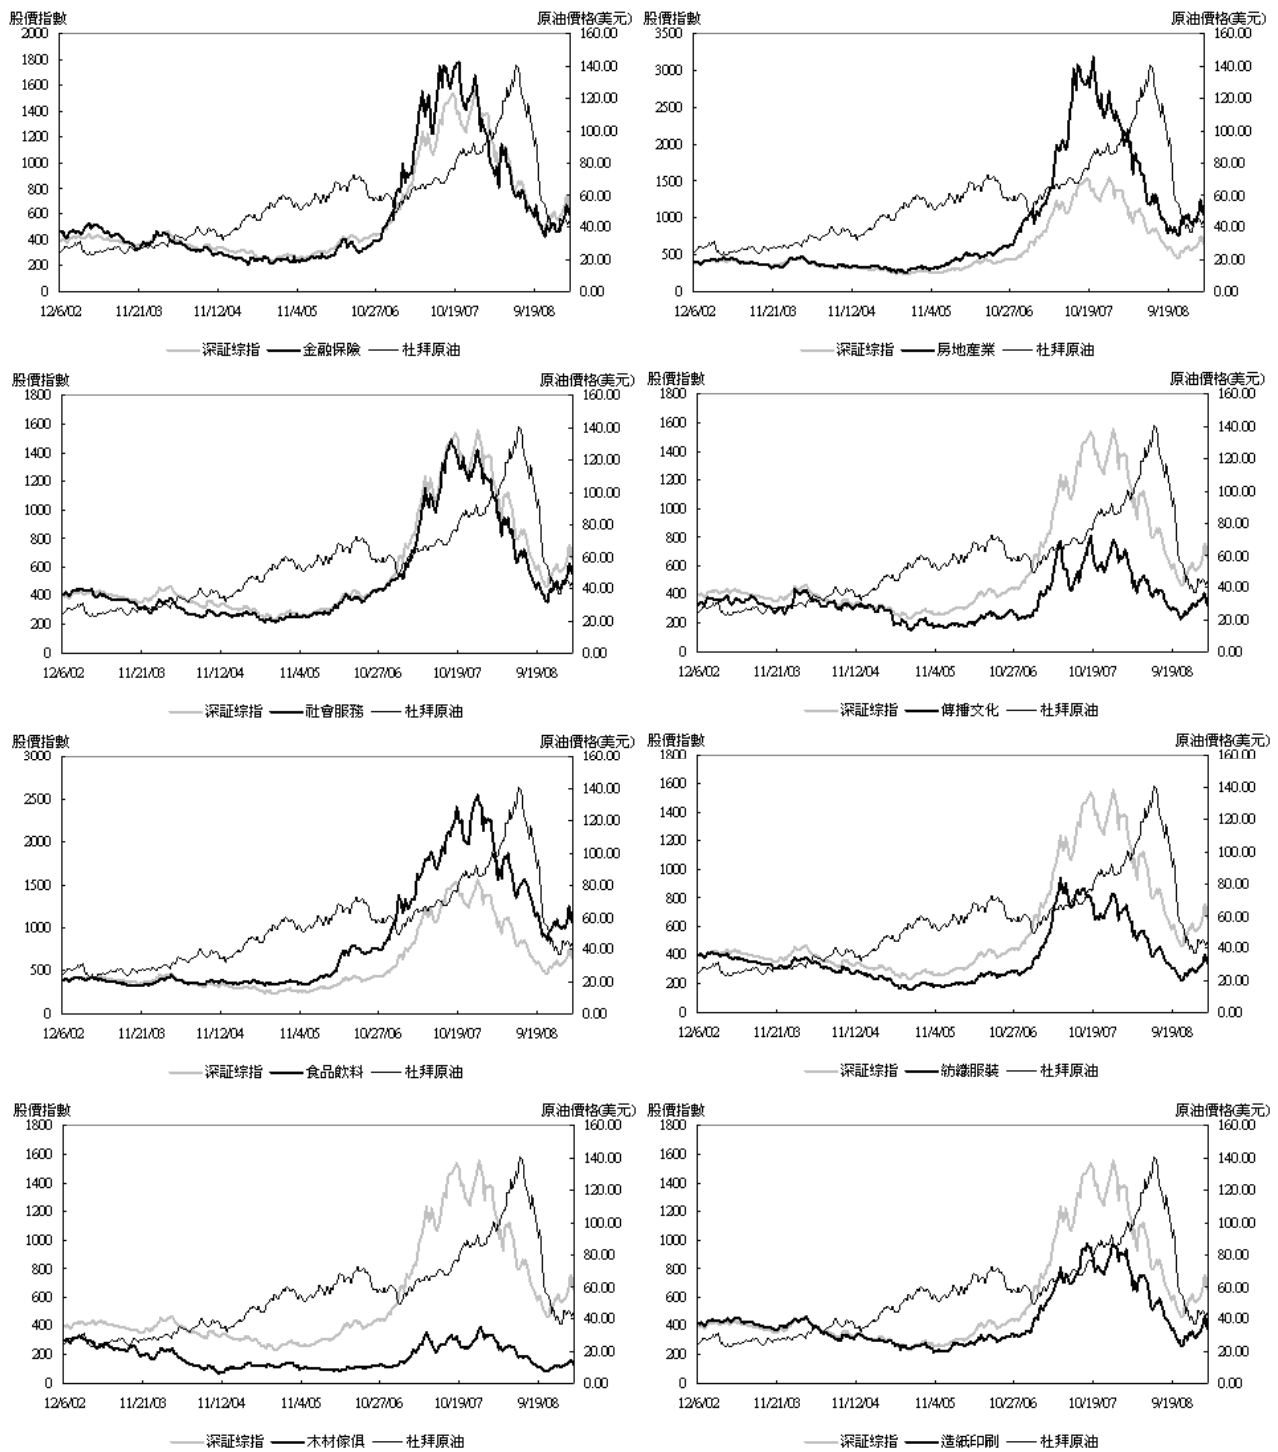 股價指數 原油價格(美元) 股價指數 原油價格(美元)
2000 160.00 3500 160.00
1800 140.00 3000 140.00
1600 120.00 2500 120.00
1400 100.00 2000 100.00
1200 80.00 1500 80.00
1000 60.00 1000 60.00
800 40.00 500 40.00
600 20.00 0 20.00
400 0.00 0.00
200
0
12/6/02 11/21/03 11/12/04 11/4/05 10/27/06 10/19/07 9/19/08 12/6/02 11/21/03 11/12/04 11/4/05 10/27/06 10/19/07 9/19/08
深証综指 金融保險 杜拜原油 深証综指 房地產業 杜拜原油
股價指數 原油價格(美元) 股價指數 原油價格(美元)
1800 160.00 1800 160.00
1600 140.00 1600 140.00
1400 120.00 1400 120.00
1200 100.00 1200 100.00
1000 80.00 1000 80.00
800 60.00 800 60.00
600 40.00 600 40.00
400 20.00 400 20.00
200 0.00 200 0.00
0 0
12/6/02 11/21/03 11/12/04 11/4/05 10/27/06 10/19/07 9/19/08 12/6/02 11/21/03 11/12/04 11/4/05 10/27/06 10/19/07 9/19/08
深証综指 社會服務 杜拜原油 深証综指 傳播文化 杜拜原油
股價指數 原油價格(美元) 股價指數 原油價格(美元)
3000 160.00 1800 160.00
2500 140.00 1600 140.00
2000 120.00 1400 120.00
1500 100.00 1200 100.00
1000 80.00 1000 80.00
500 60.00 800 60.00
0 40.00 600 40.00
20.00 400 20.00
0.00 200 0.00
0
12/6/02 11/21/03 11/12/04 11/4/05 10/27/06 10/19/07 9/19/08 12/6/02 11/21/03 11/12/04 11/4/05 10/27/06 10/19/07 9/19/08
深証综指 食品飲料 杜拜原油 深証综指 紡織服裝 杜拜原油
股價指數 原油價格(美元) 股價指數 原油價格(美元)
1800 160.00 1800 160.00
1600 140.00 1600 140.00
1400 120.00 1400 120.00
1200 100.00 1200 100.00
1000 80.00 1000 80.00
800 60.00 800 60.00
600 40.00 600 40.00
400 20.00 400 20.00
200 0.00 200 0.00
0 0
12/6/02 11/21/03 11/12/04 11/4/05 10/27/06 10/19/07 9/19/08 12/6/02 11/21/03 11/12/04 11/4/05 10/27/06 10/19/07 9/19/08
深証综指 木材傢俱 杜拜原油 深証综指 造紙印刷 杜拜原油